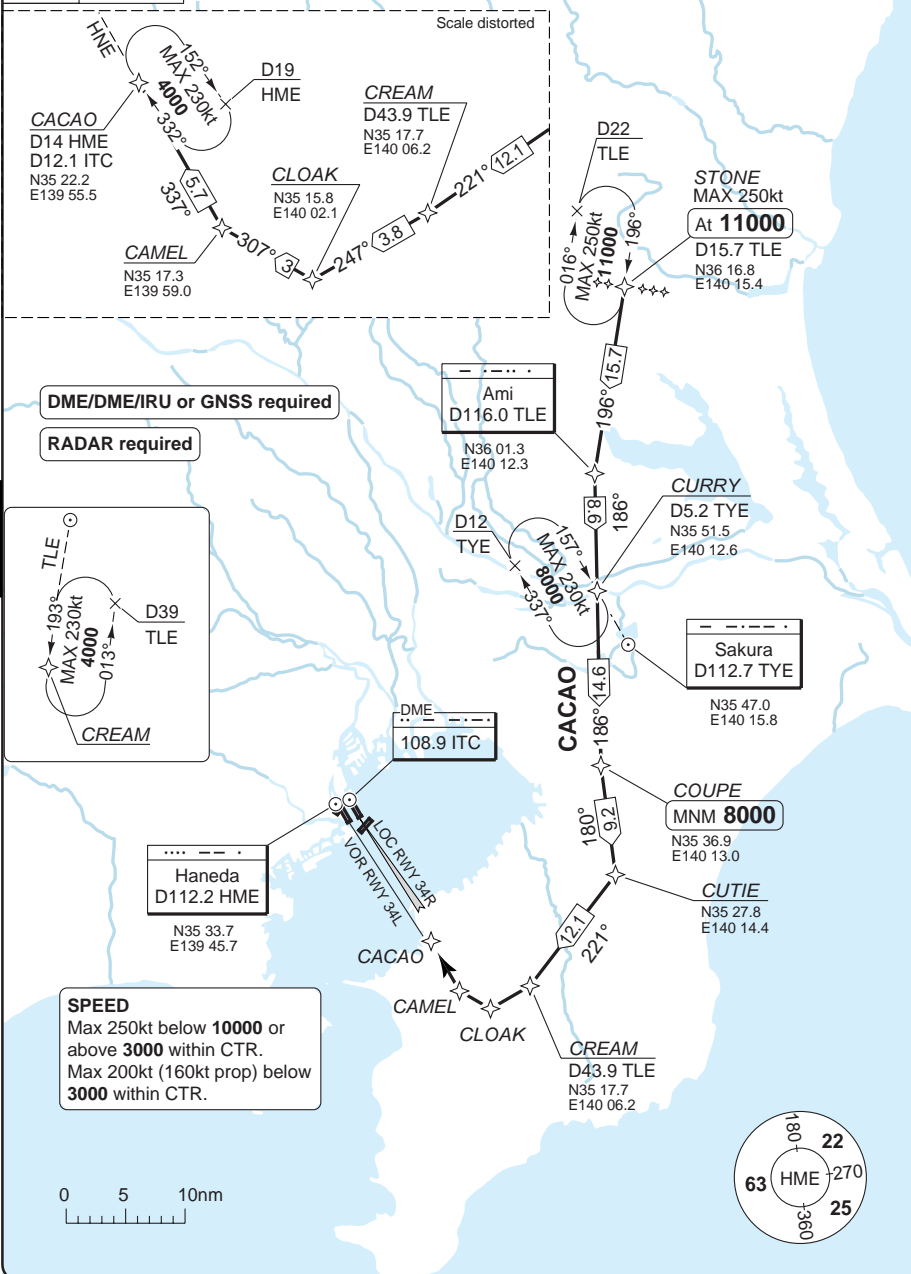 Scale distorted
HNE
152°
MAX 230kt
4000
332°
D19
HME
CACAO
D14 HME
D12.1 ITC
N35 22.2
E139 55.5
CREAM
D43.9 TLE
N35 17.7
E140 06.2
CLOAK
N35 15.8
E140 02.1
221°
12.1
5.7
337°
307°
3
247°
3.8
CAMEL
N35 17.3
E139 59.0
D22
TLE
016°
MAX 250kt
11000
196°
STONE
MAX 250kt
At 11000
D15.7 TLE
N36 16.8
E140 15.4
15.7
196°
Ami
D116.0 TLE
N36 01.3
E140 12.3
DME/DME/IRU or GNSS required
RADAR required
8.6
186°
CURRY
D5.2 TYE
N35 51.5
E140 12.6
D12
TYE
157°
MAX 230kt
8000
337°
TLE
193°
MAX 230kt
4000
013°
D39
TLE
CREAM
Sakura
D112.7 TYE
N35 47.0
E140 15.8
CACAO
14.6
186°
DME
108.9 ITC
COUPE
MNM 8000
N35 36.9
E140 13.0
180°
9.2
Haneda
D112.2 HME
N35 33.7
E139 45.7
LOC RWY 34R
VOR RWY 34L
CUTIE
N35 27.8
E140 14.4
12.1
221°
CACAO
CAMEL
CLOAK
CREAM
D43.9 TLE
N35 17.7
E140 06.2
SPEED
Max 250kt below 10000 or
above 3000 within CTR.
Max 200kt (160kt prop) below
3000 within CTR.
0 5 10nm
180
22
63
HME
270
25
360